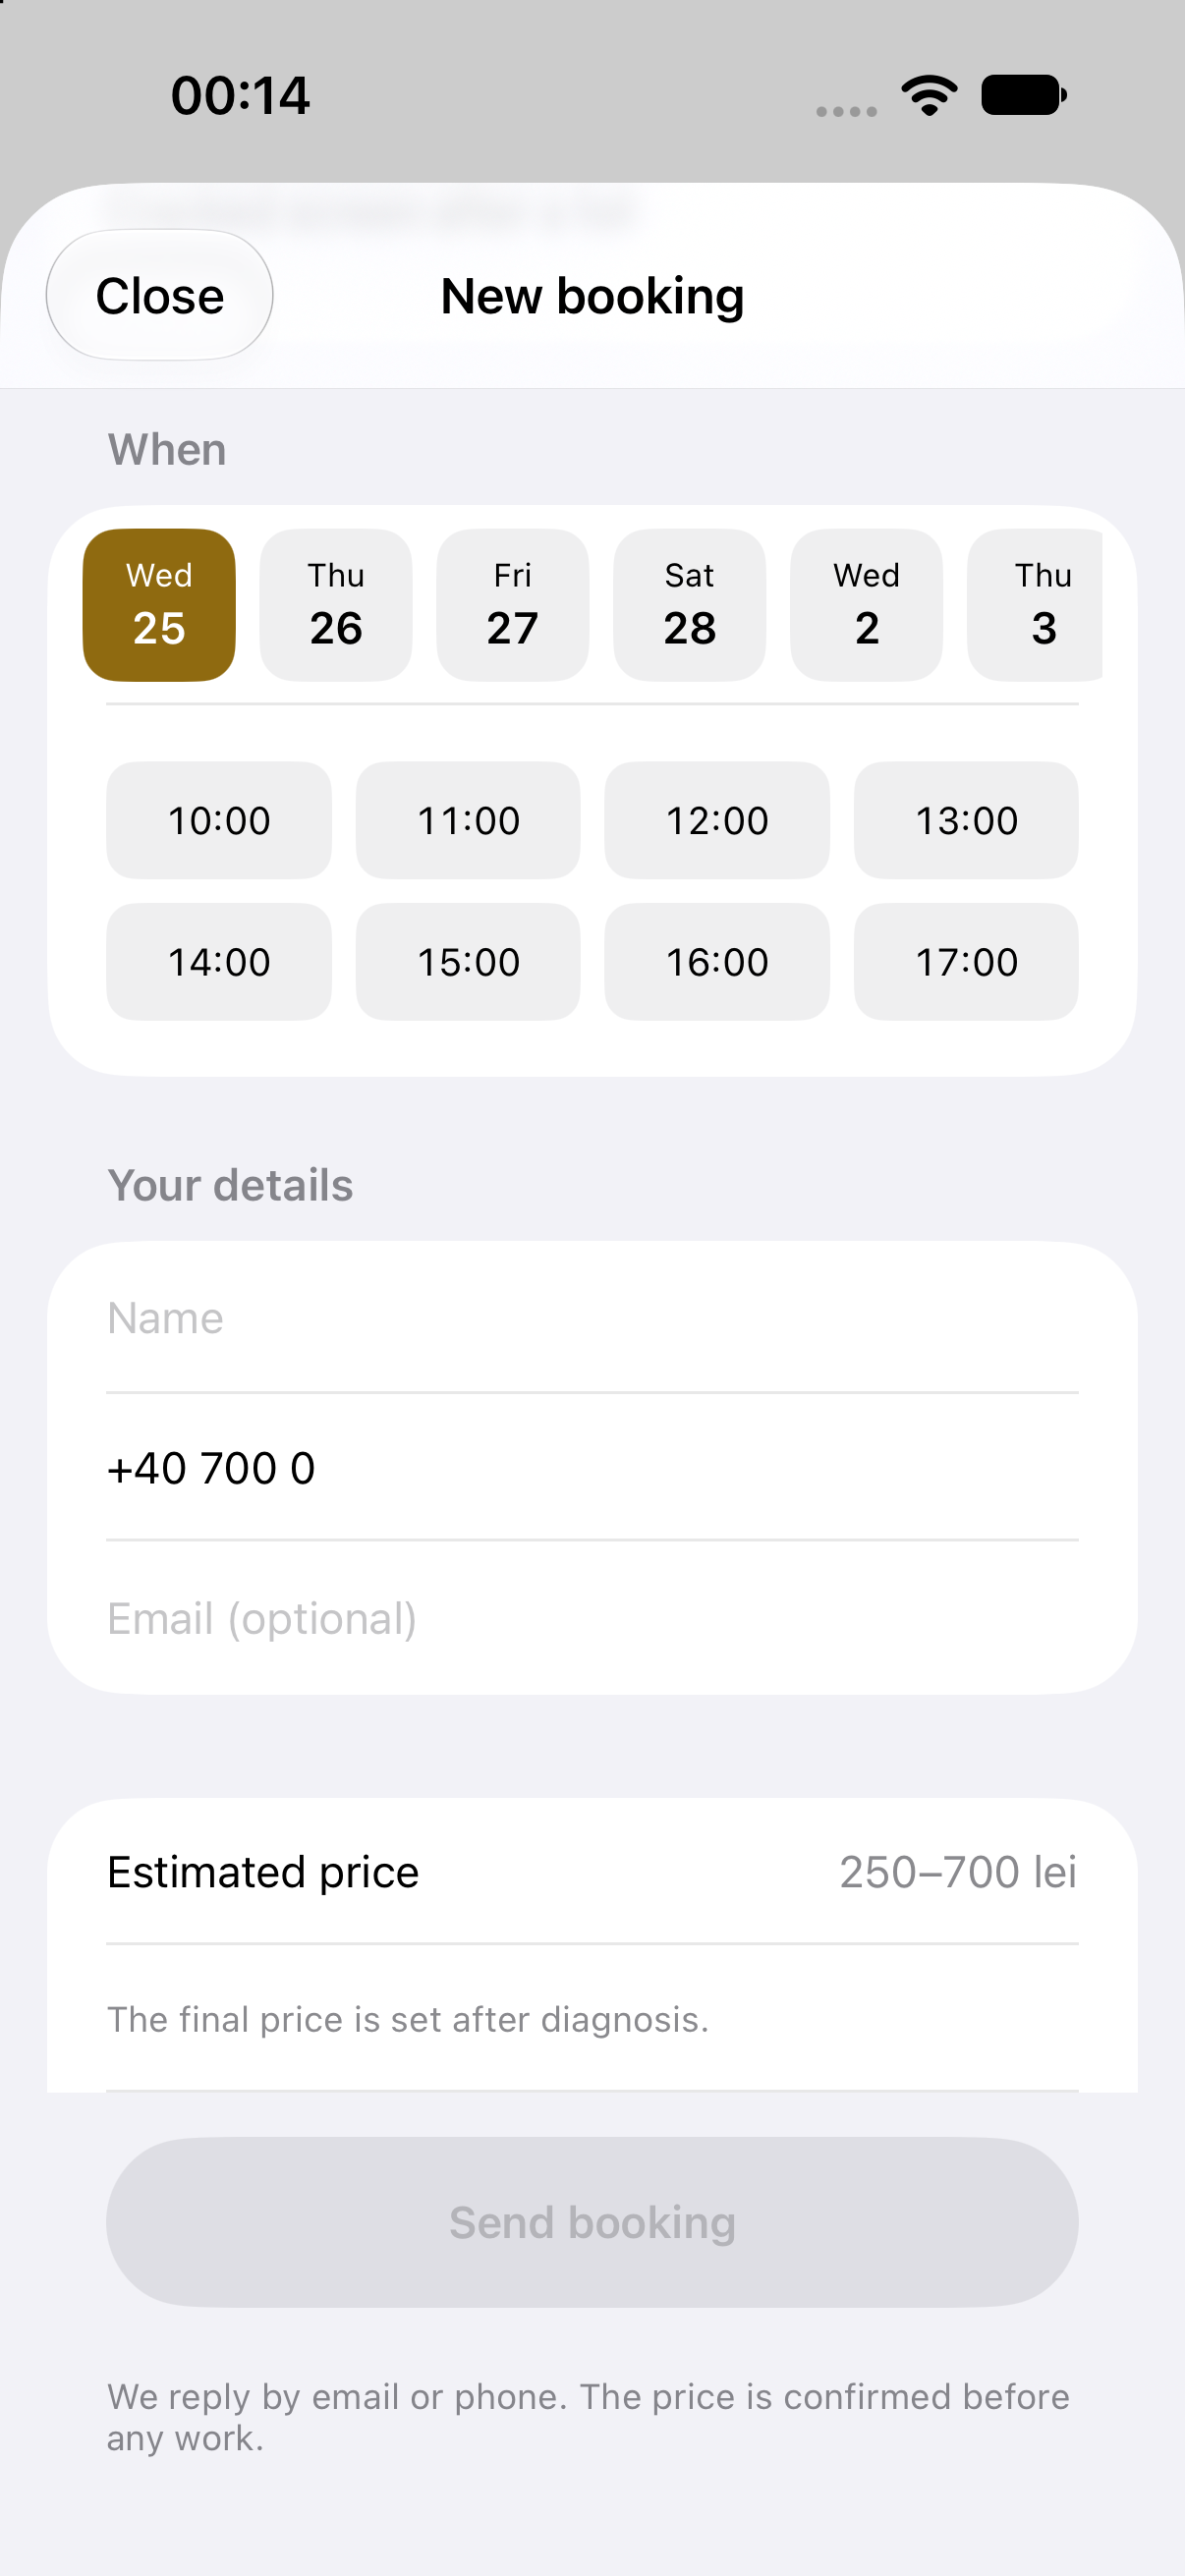 00:14
Close
New booking
When
Wed Thu Fri Sat Wed Thu
25 26 27 28 2 3
10:00 11:00 12:00 13:00
14:00 15:00 16:00 17:00
Your details
Name
+40 700 0
Email (optional)
Estimated price 250–700 lei
The final price is set after diagnosis.
Send booking
We reply by email or phone. The price is confirmed before
any work.